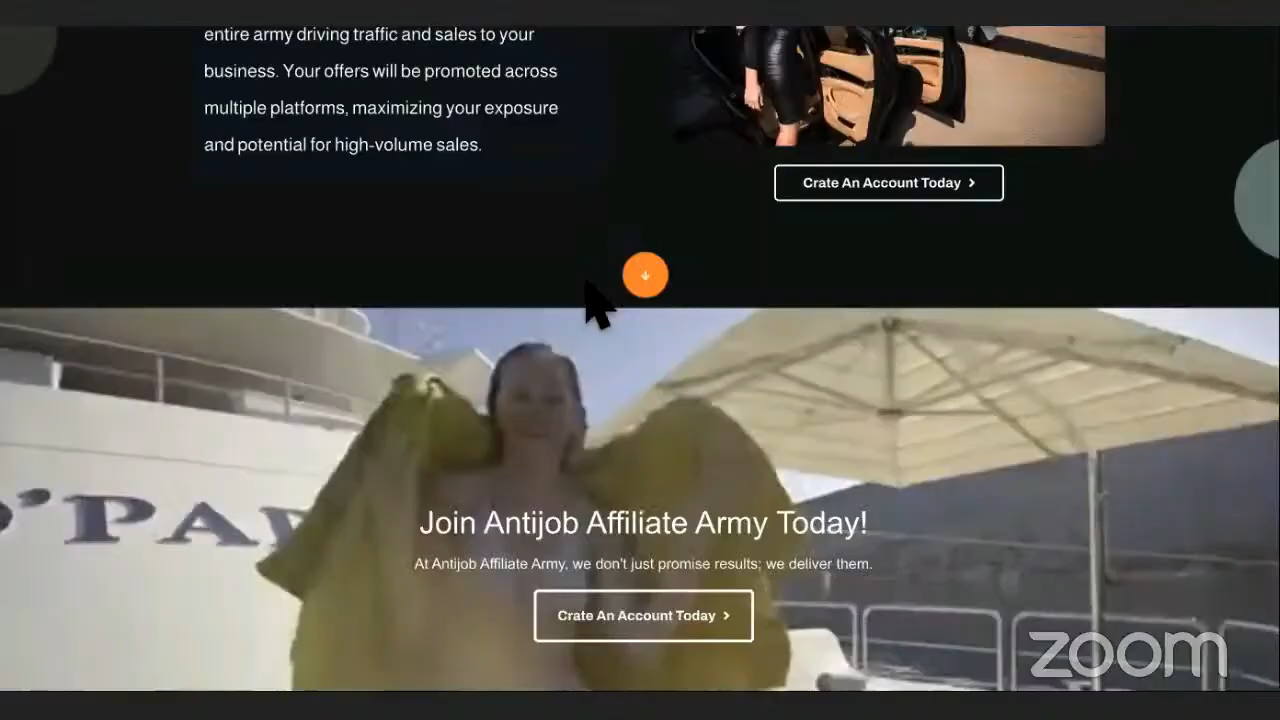 entire army driving traffic and sales to your
business. Your offers will be promoted across
multiple platforms, maximizing your exposure
and potential for high-volume sales.
Crate An Account Today
O'PA
Join Antijob Affiliate Army Today!
At Antijob Affiliate Army, we don't just promise results; we deliver them.
Crate An Account Today
zoom